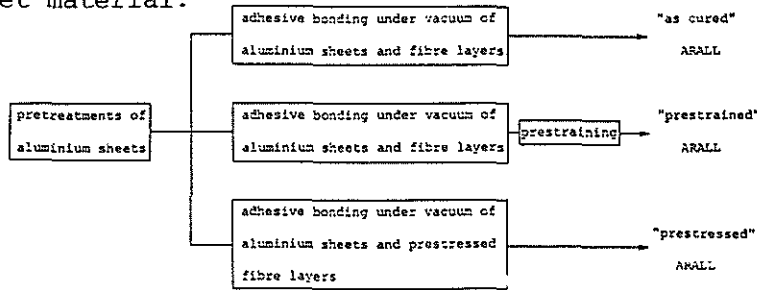 et material.
adhesive bonding under vacuum of
aluminium sheets and fibre layers
"as cured"
ARALL
pretreatments of
aluminium sheets
adhesive bonding under vacuum of
aluminium sheets and fibre layers
prestraining
"prestrained"
ARALL
adhesive bonding under vacuum of
aluminium sheets and prestressed
fibre layers
"prestressed"
ARALL